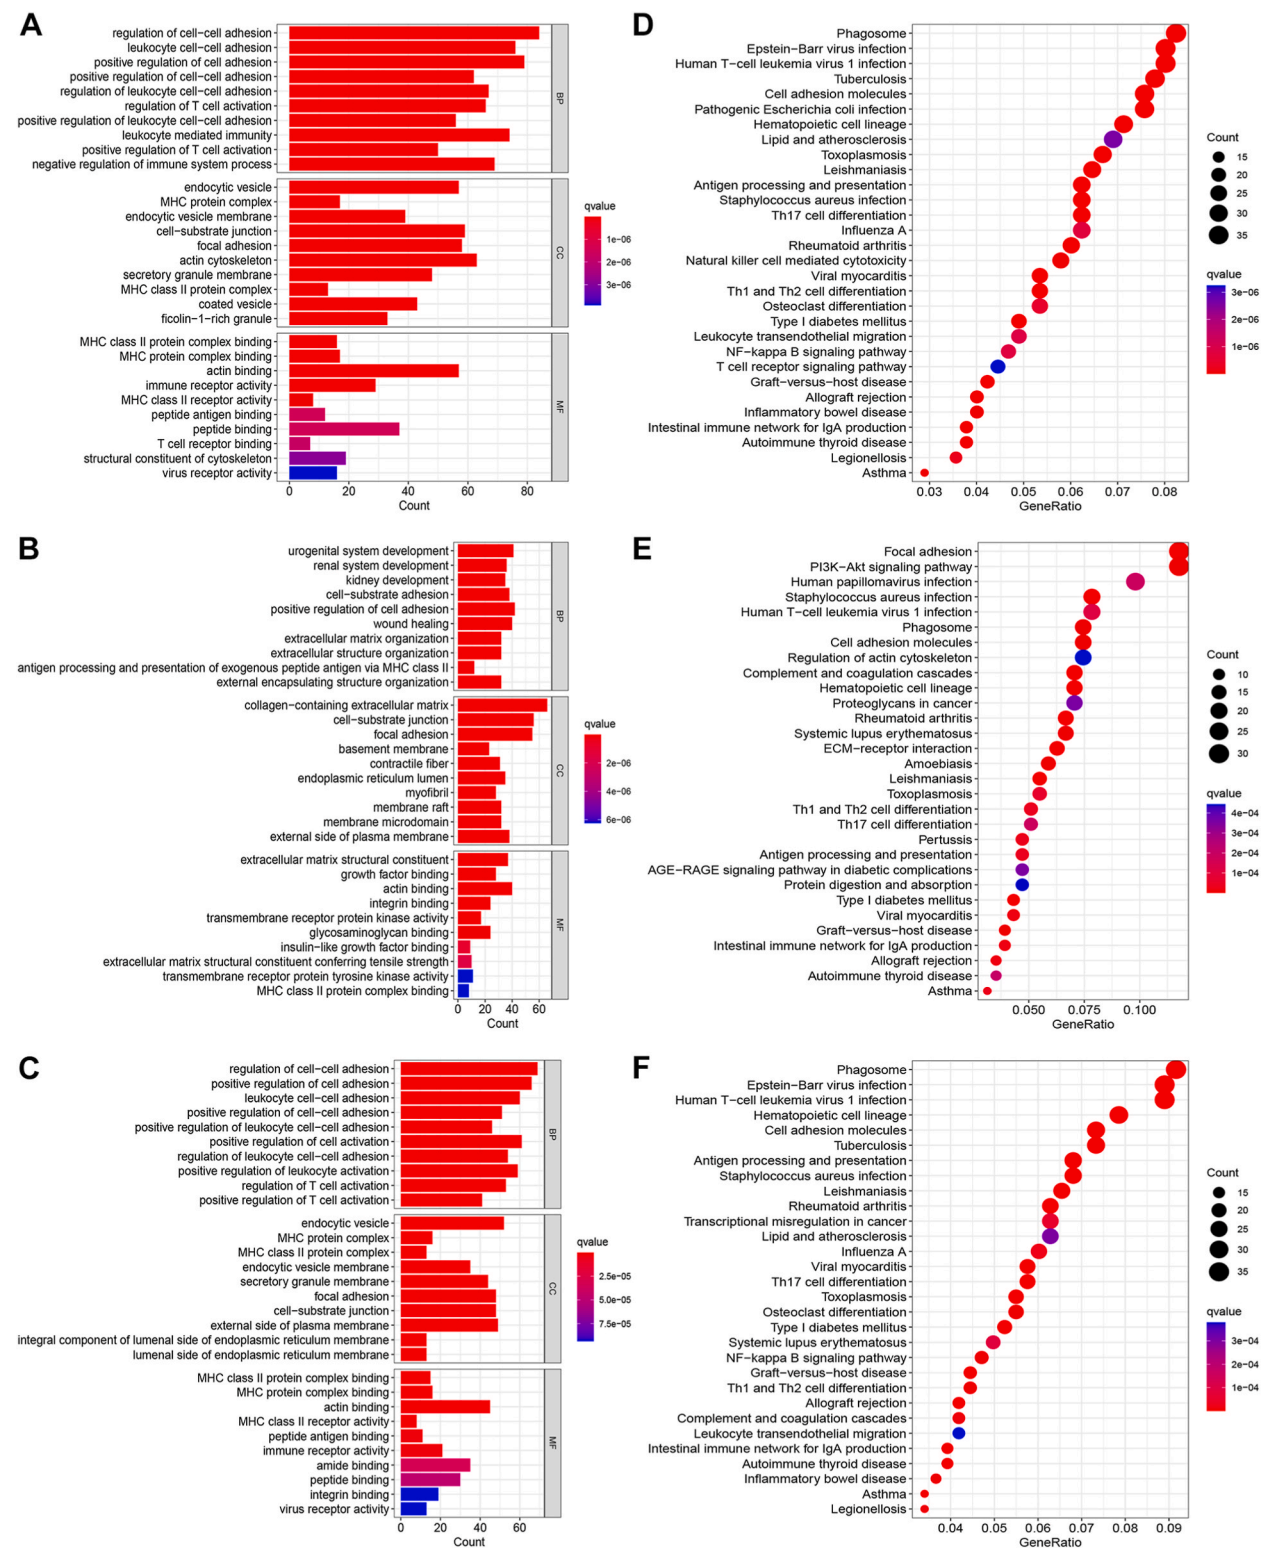 A
regulation of cell−cell adhesion
leukocyte cell−cell adhesion
positive regulation of cell adhesion
positive regulation of cell−cell adhesion
regulation of leukocyte cell−cell adhesion
regulation of T cell activation
positive regulation of leukocyte cell−cell adhesion
leukocyte mediated immunity
positive regulation of T cell activation
negative regulation of immune system process
BP
endocytic vesicle
MHC protein complex
endocytic vesicle membrane
cell−substrate junction
focal adhesion
actin cytoskeleton
secretory granule membrane
MHC class II protein complex
coated vesicle
ficolin−1−rich granule
CC
MHC class II protein complex binding
MHC protein complex binding
actin binding
immune receptor activity
MHC class II receptor activity
peptide antigen binding
peptide binding
T cell receptor binding
structural constituent of cytoskeleton
virus receptor activity
MF
0 20 40 60 80
Count
qvalue
1e−06
2e−06
3e−06
D
Phagosome
Epstein−Barr virus infection
Human T−cell leukemia virus 1 infection
Tuberculosis
Cell adhesion molecules
Pathogenic Escherichia coli infection
Hematopoietic cell lineage
Lipid and atherosclerosis
Toxoplasmosis
Leishmaniasis
Antigen processing and presentation
Staphylococcus aureus infection
Th17 cell differentiation
Influenza A
Rheumatoid arthritis
Natural killer cell mediated cytotoxicity
Viral myocarditis
Th1 and Th2 cell differentiation
Osteoclast differentiation
Type I diabetes mellitus
Leukocyte transendothelial migration
NF−kappa B signaling pathway
T cell receptor signaling pathway
Graft−versus−host disease
Allograft rejection
Inflammatory bowel disease
Intestinal immune network for IgA production
Autoimmune thyroid disease
Legionellosis
Asthma
0.03 0.04 0.05 0.06 0.07 0.08
GeneRatio
Count
15
20
25
30
35
qvalue
3e−06
2e−06
1e−06
B
urogenital system development
renal system development
kidney development
cell−substrate adhesion
positive regulation of cell adhesion
wound healing
extracellular matrix organization
extracellular structure organization
antigen processing and presentation of exogenous peptide antigen via MHC class II
external encapsulating structure organization
BP
collagen−containing extracellular matrix
cell−substrate junction
focal adhesion
basement membrane
contractile fiber
endoplasmic reticulum lumen
myofibril
membrane raft
membrane microdomain
external side of plasma membrane
CC
extracellular matrix structural constituent
growth factor binding
actin binding
integrin binding
transmembrane receptor protein kinase activity
glycosaminoglycan binding
insulin−like growth factor binding
extracellular matrix structural constituent conferring tensile strength
transmembrane receptor protein tyrosine kinase activity
MHC class II protein complex binding
MF
0 20 40 60
Count
qvalue
2e−06
4e−06
6e−06
E
Focal adhesion
PI3K−Akt signaling pathway
Human papillomavirus infection
Staphylococcus aureus infection
Human T−cell leukemia virus 1 infection
Phagosome
Cell adhesion molecules
Regulation of actin cytoskeleton
Complement and coagulation cascades
Hematopoietic cell lineage
Proteoglycans in cancer
Rheumatoid arthritis
Systemic lupus erythematosus
ECM−receptor interaction
Amoebiasis
Leishmaniasis
Toxoplasmosis
Th1 and Th2 cell differentiation
Th17 cell differentiation
Pertussis
Antigen processing and presentation
AGE−RAGE signaling pathway in diabetic complications
Protein digestion and absorption
Type I diabetes mellitus
Viral myocarditis
Graft−versus−host disease
Intestinal immune network for IgA production
Allograft rejection
Autoimmune thyroid disease
Asthma
0.050 0.075 0.100
GeneRatio
Count
10
15
20
25
30
qvalue
4e−04
3e−04
2e−04
1e−04
C
regulation of cell−cell adhesion
positive regulation of cell adhesion
leukocyte cell−cell adhesion
positive regulation of cell−cell adhesion
positive regulation of leukocyte cell−cell adhesion
positive regulation of cell activation
regulation of leukocyte cell−cell adhesion
positive regulation of leukocyte activation
regulation of T cell activation
positive regulation of T cell activation
BP
endocytic vesicle
MHC protein complex
MHC class II protein complex
endocytic vesicle membrane
secretory granule membrane
focal adhesion
cell−substrate junction
external side of plasma membrane
integral component of lumenal side of endoplasmic reticulum membrane
lumenal side of endoplasmic reticulum membrane
CC
MHC class II protein complex binding
MHC protein complex binding
actin binding
MHC class II receptor activity
peptide antigen binding
immune receptor activity
amide binding
peptide binding
integrin binding
virus receptor activity
MF
0 20 40 60
Count
qvalue
2.5e−05
5.0e−05
7.5e−05
F
Phagosome
Epstein−Barr virus infection
Human T−cell leukemia virus 1 infection
Hematopoietic cell lineage
Cell adhesion molecules
Tuberculosis
Antigen processing and presentation
Staphylococcus aureus infection
Leishmaniasis
Rheumatoid arthritis
Transcriptional misregulation in cancer
Lipid and atherosclerosis
Influenza A
Viral myocarditis
Th17 cell differentiation
Toxoplasmosis
Osteoclast differentiation
Type I diabetes mellitus
Systemic lupus erythematosus
NF−kappa B signaling pathway
Graft−versus−host disease
Th1 and Th2 cell differentiation
Allograft rejection
Complement and coagulation cascades
Leukocyte transendothelial migration
Intestinal immune network for IgA production
Autoimmune thyroid disease
Inflammatory bowel disease
Asthma
Legionellosis
0.04 0.05 0.06 0.07 0.08 0.09
GeneRatio
Count
15
20
25
30
35
qvalue
3e−04
2e−04
1e−04